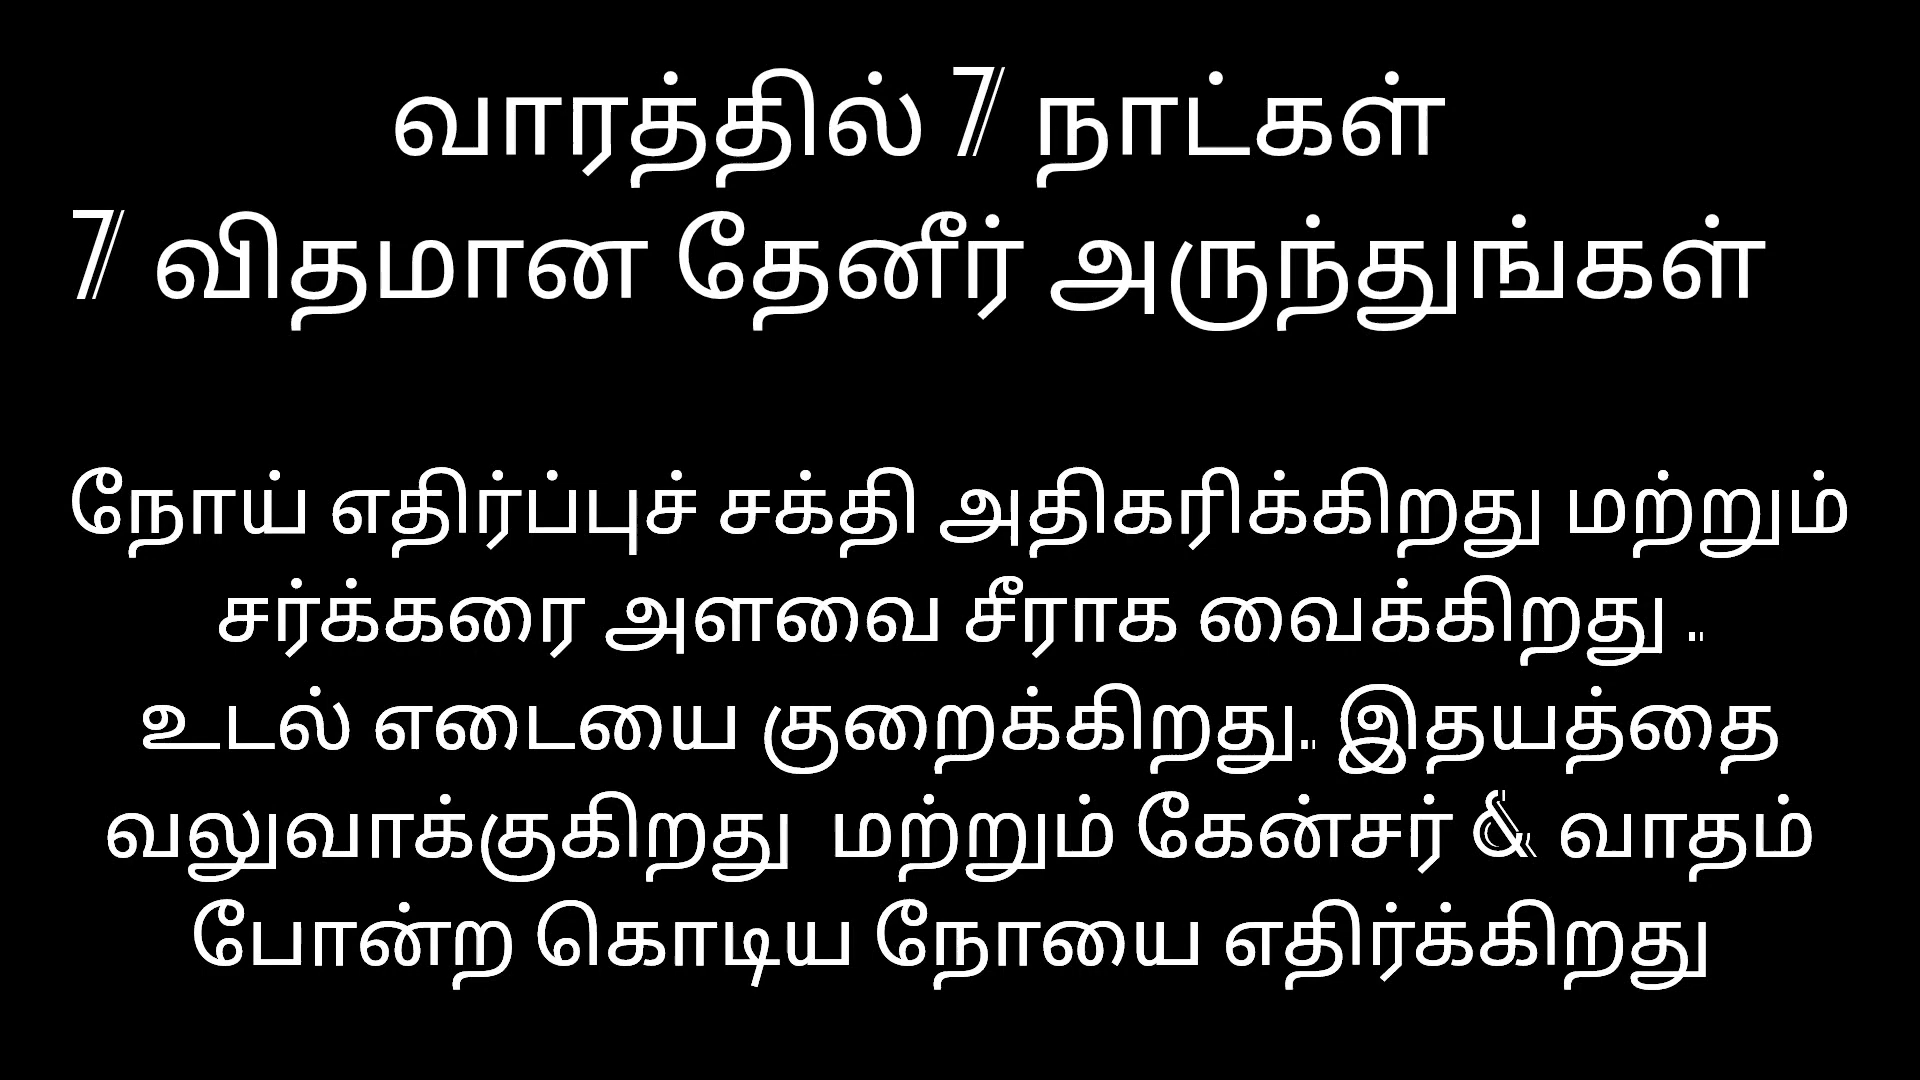 வாரத்தில் 7 நாட்கள்
7 விதமான தேனீர் அருந்துங்கள்
நோய் எதிர்ப்புச் சக்தி அதிகரிக்கிறது மற்றும்
சர்க்கரை அளவை சீராக வைக்கிறது ..
உடல் எடையை குறைக்கிறது.. இதயத்தை
வலுவாக்குகிறது மற்றும் கேன்சர் & வாதம்
போன்ற கொடிய நோயை எதிர்க்கிறது